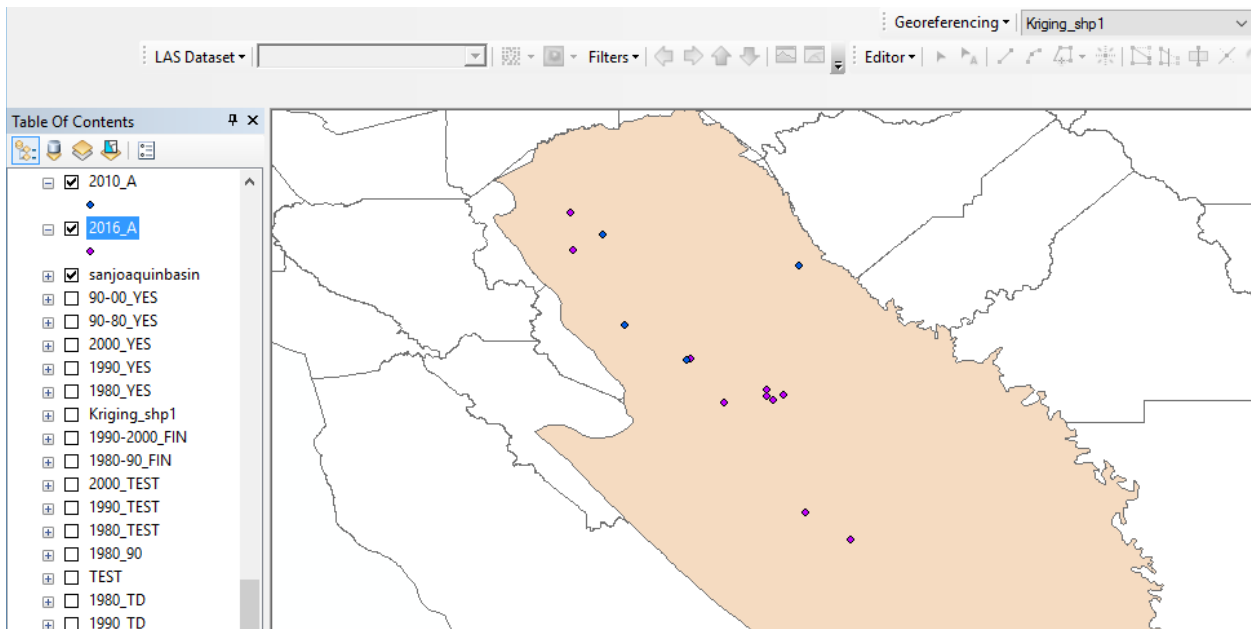 Georeferencing Kriging_shp1
LAS Dataset Filters Editor
Table Of Contents
2010_A
2016_A
sanjoaquinbasin
90-00_YES
90-80_YES
2000_YES
1990_YES
1980_YES
Kriging_shp1
1990-2000_FIN
1980-90_FIN
2000_TEST
1990_TEST
1980_TEST
1980_90
TEST
1980_TD
1990_TD